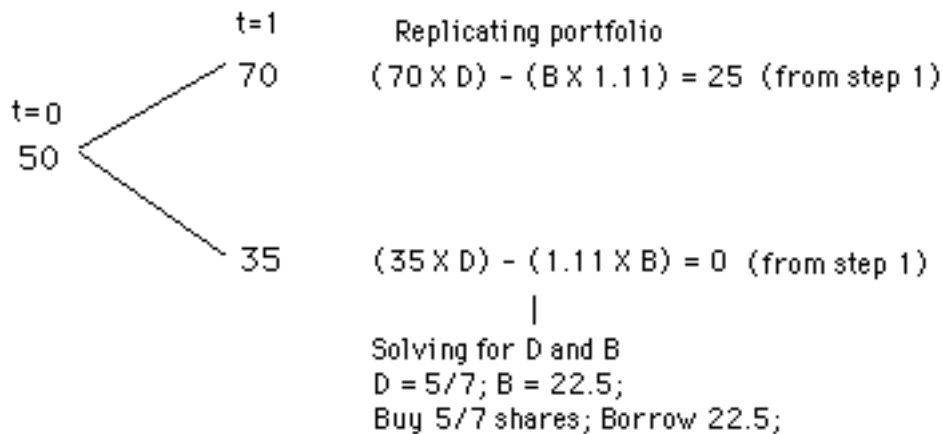 t=1
Replicating portfolio
70 (70 X D) - (B X 1.11) = 25 (from step 1)
t=0
50
35 (35 X D) - (1.11 X B) = 0 (from step 1)
Solving for D and B
D = 5/7; B = 22.5;
Buy 5/7 shares; Borrow 22.5;